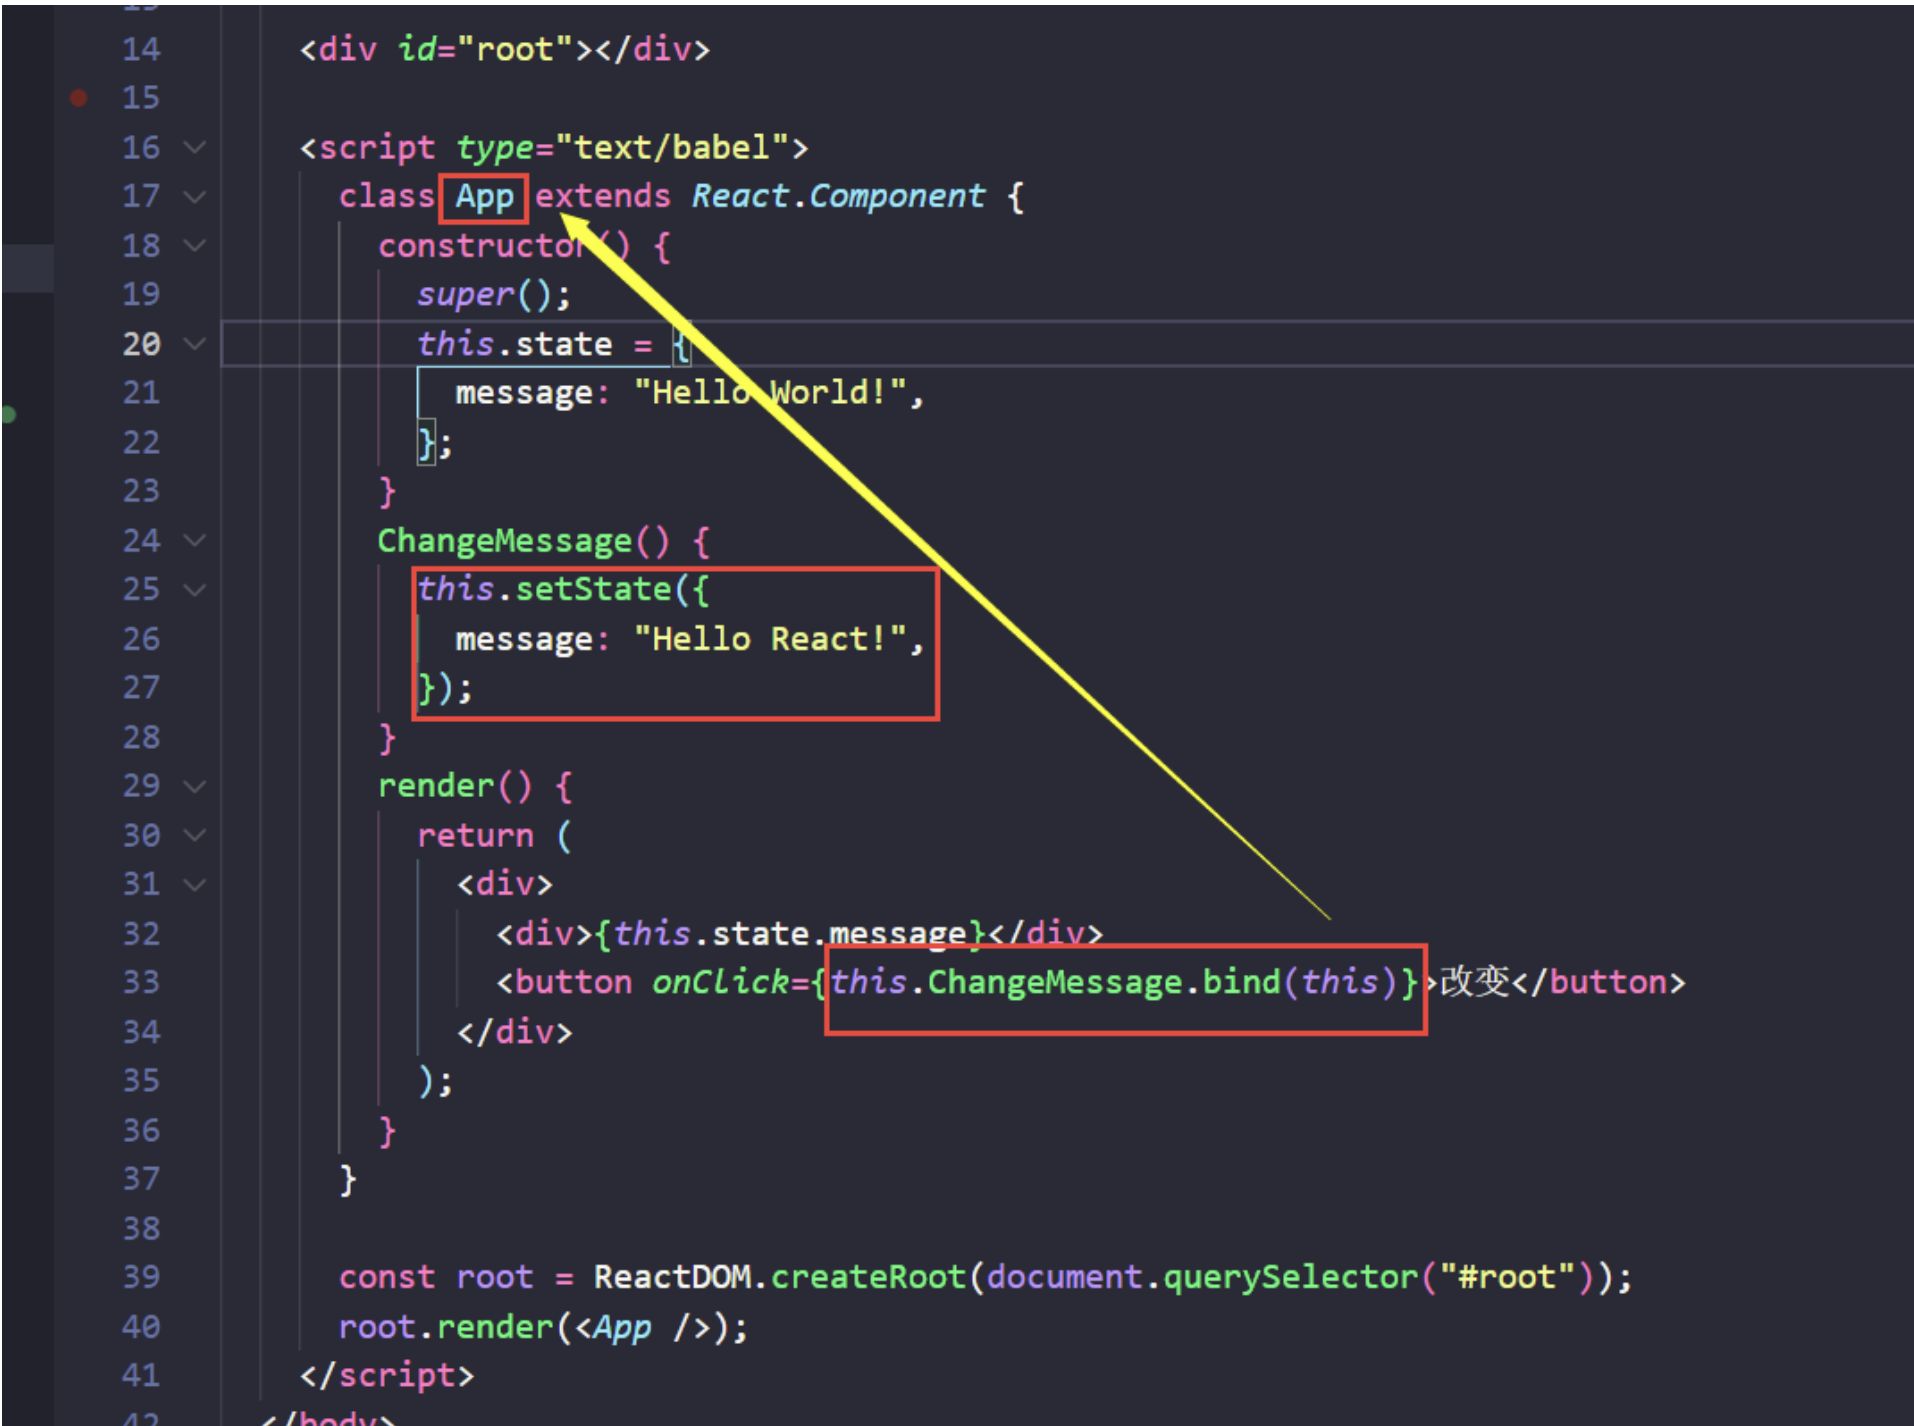 14 <div id="root"></div>
15
16 <script type="text/babel">
17 class App extends React.Component {
18 constructor() {
19 super();
20 this.state = {
21 message: "Hello World!",
22 };
23 }
24 ChangeMessage() {
25 this.setState({
26 message: "Hello React!",
27 });
28 }
29 render() {
30 return (
31 <div>
32 <div>{this.state.message}</div>
33 <button onClick={this.ChangeMessage.bind(this)}>改变</button>
34 </div>
35 );
36 }
37 }
38
39 const root = ReactDOM.createRoot(document.querySelector("#root"));
40 root.render(<App />);
41 </script>
42 </body>